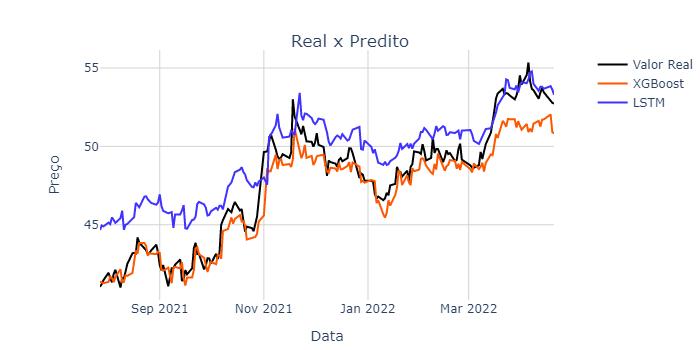 Real x Predito
Valor Real
XGBoost
LSTM
55
50
45
Preço
Sep 2021
Nov 2021
Jan 2022
Mar 2022
Data